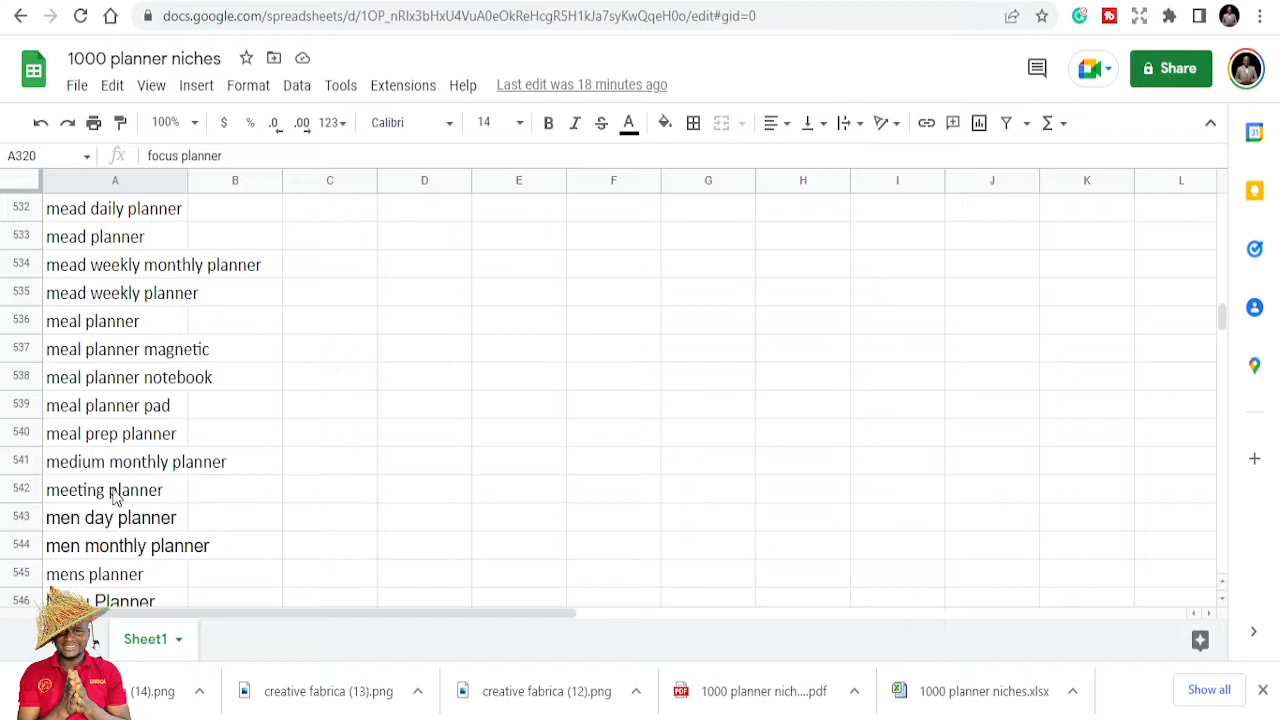 docs.google.com/spreadsheets/d/1OP_nRIx3bHxU4VuA0eOkReHcgR5H1kJa7syKwQqeH0o/edit#gid=0
1000 planner niches
File Edit View Insert Format Data Tools Extensions Help Last edit was 18 minutes ago
Share
100% $ % .0 .00 123 Calibri 14 B I S A
A320 fx focus planner
A B C D E F G H I J K L
532 mead daily planner
533 mead planner
534 mead weekly monthly planner
535 mead weekly planner
536 meal planner
537 meal planner magnetic
538 meal planner notebook
539 meal planner pad
540 meal prep planner
541 medium monthly planner
542 meeting planner
543 men day planner
544 men monthly planner
545 mens planner
546 Planner
Sheet1
(14).png creative fabrica (13).png creative fabrica (12).png 1000 planner nich....pdf 1000 planner niches.xlsx Show all